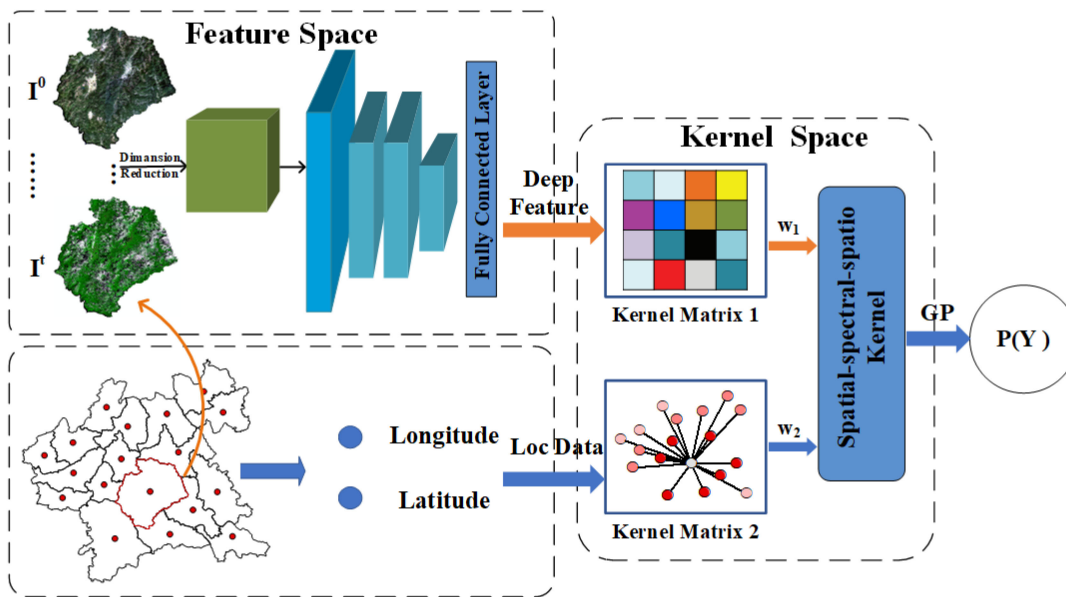 Feature Space
I⁰
......
Dimansion
Reduction
Iᵗ
Fully Connected Layer
Deep
Feature
Kernel Space
Kernel Matrix 1
w₁
Spatial-spectral-spatio
Kernel
GP
P(Y )
Longitude
Latitude
Loc Data
Kernel Matrix 2
w₂